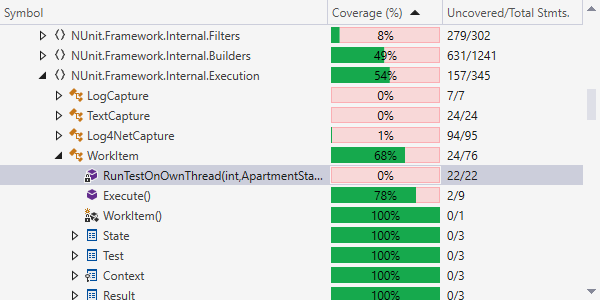 Symbol Coverage (%) Uncovered/Total Stmts.
NUnit.Framework.Internal.Filters 8% 279/302
NUnit.Framework.Internal.Builders 49% 631/1241
NUnit.Framework.Internal.Execution 54% 157/345
LogCapture 0% 7/7
TextCapture 0% 24/24
Log4NetCapture 1% 94/95
WorkItem 68% 24/76
RunTestOnOwnThread(int,ApartmentSta... 0% 22/22
Execute() 78% 2/9
WorkItem() 100% 0/1
State 100% 0/3
Test 100% 0/3
Context 100% 0/3
Result 100% 0/3